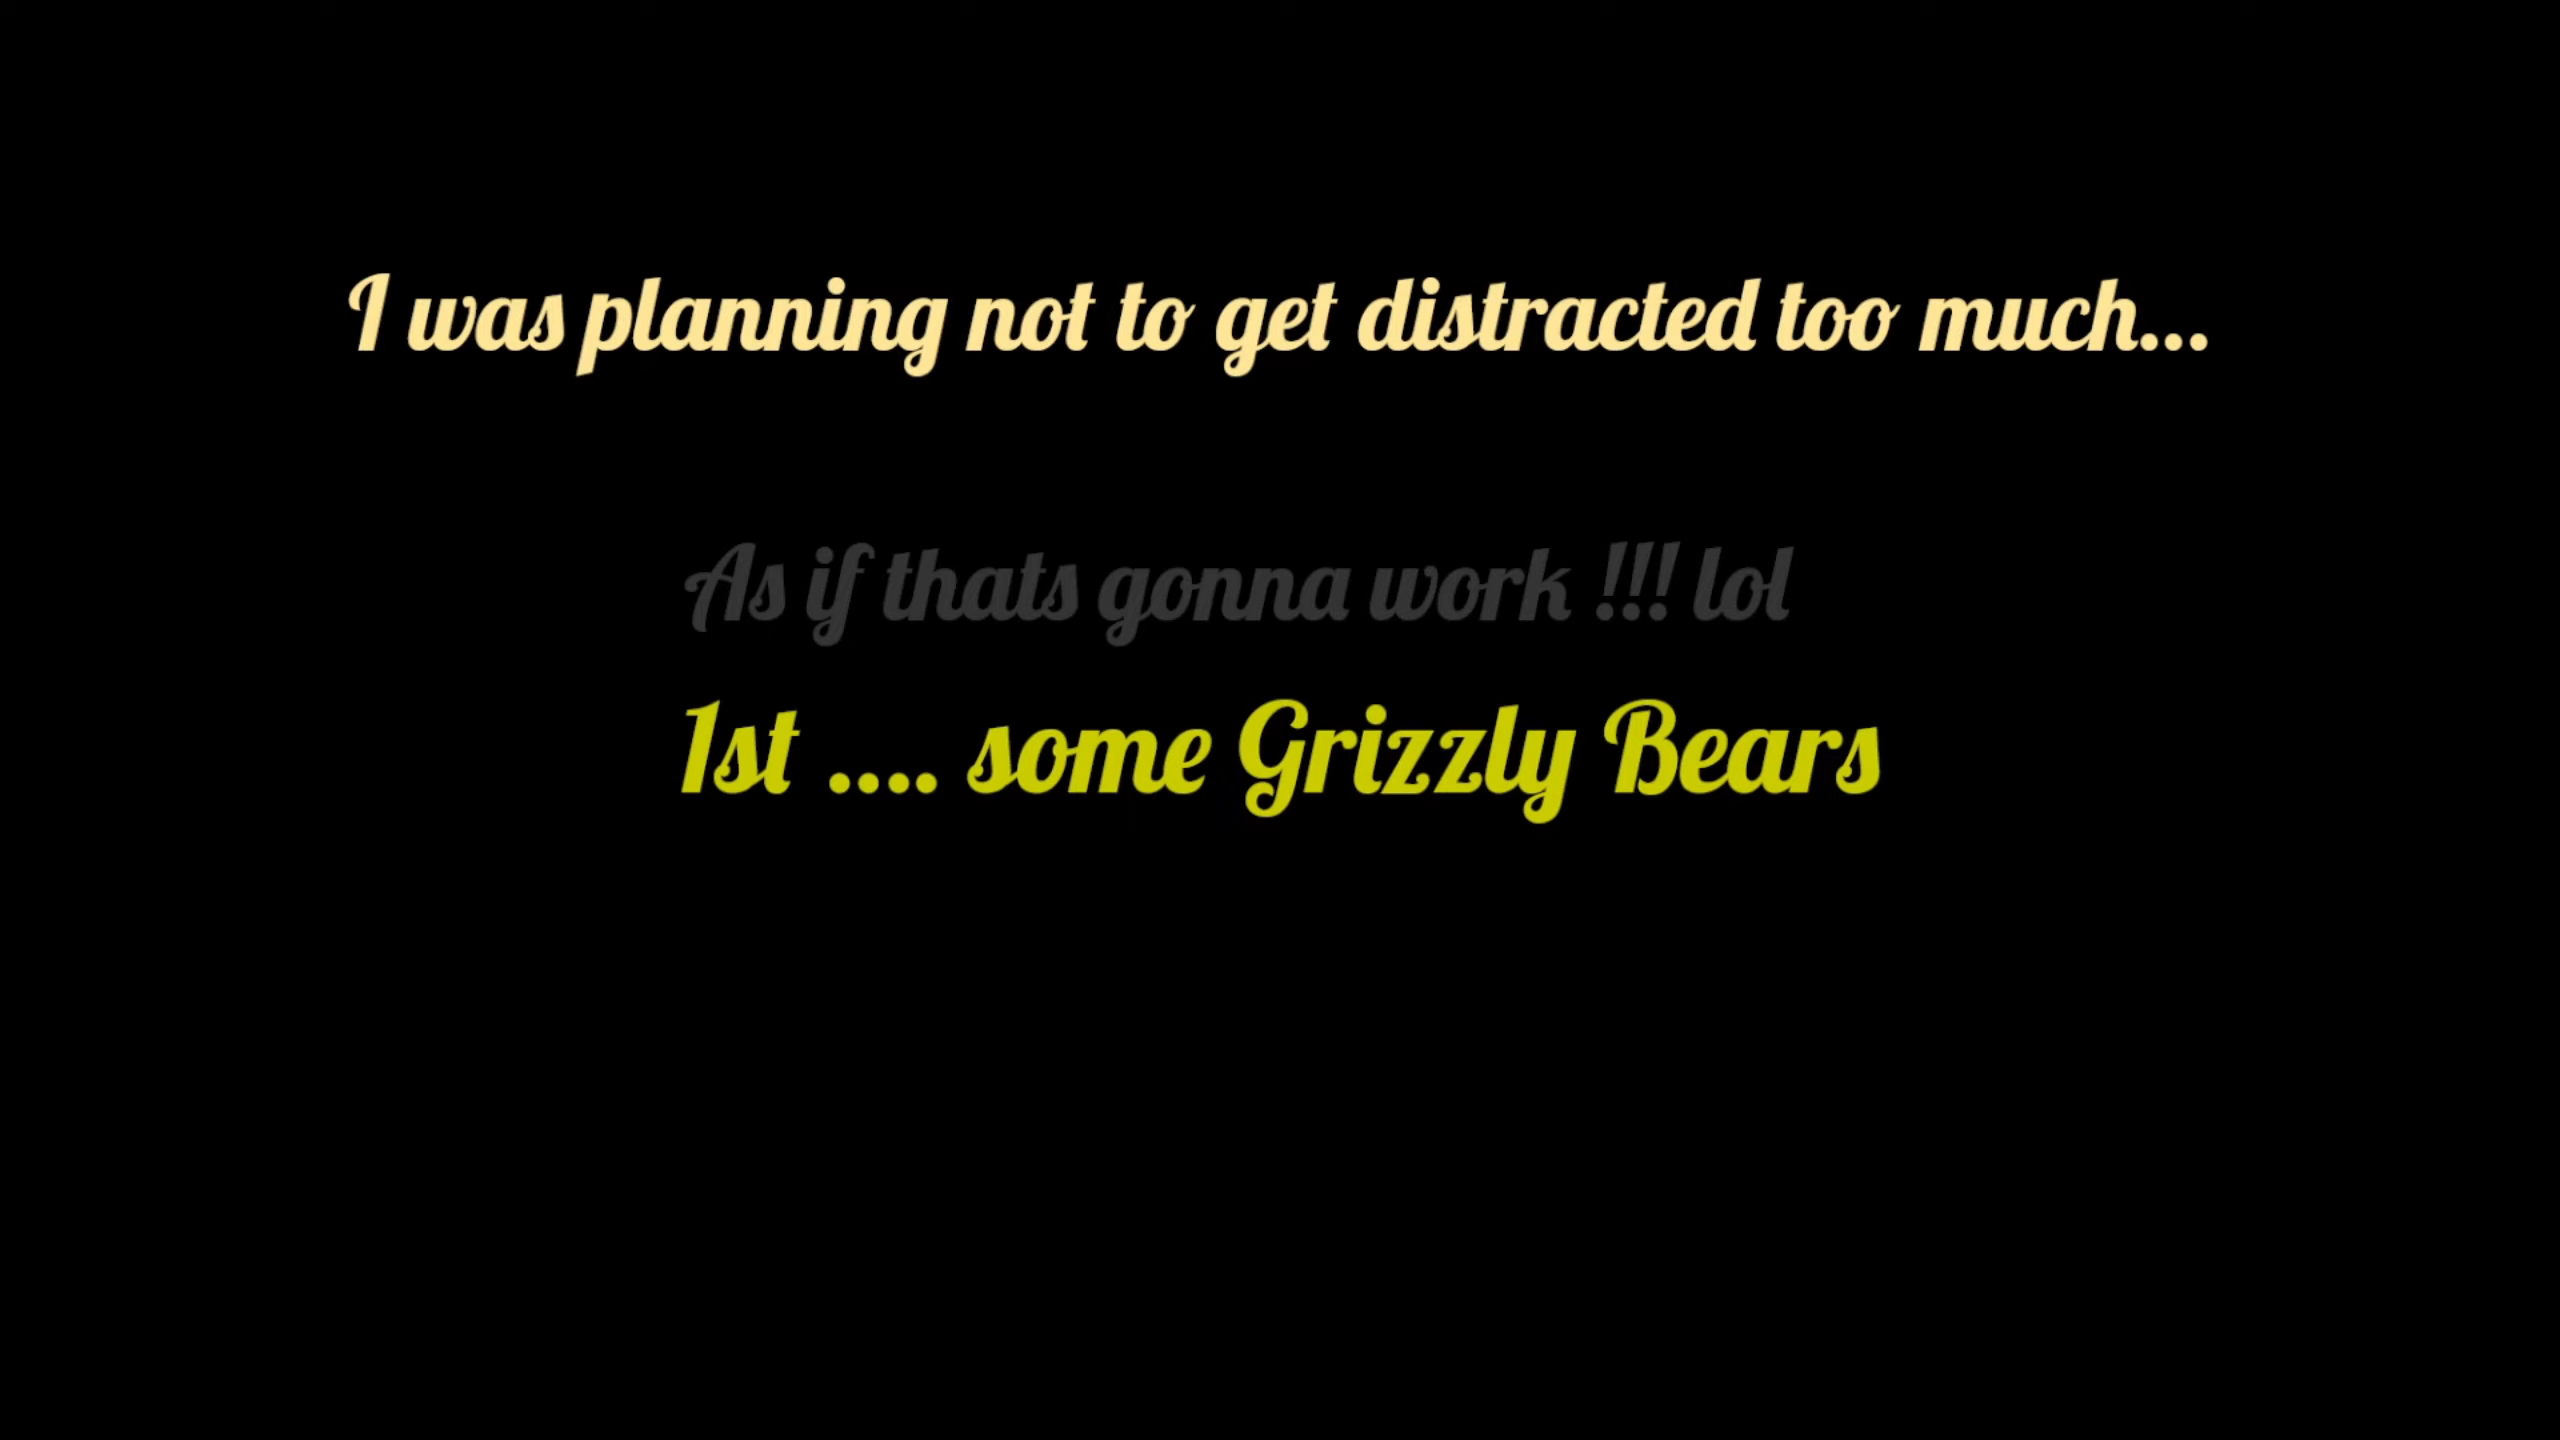 I was planning not to get distracted too much...
As if thats gonna work !!! lol
1st .... some Grizzly Bears